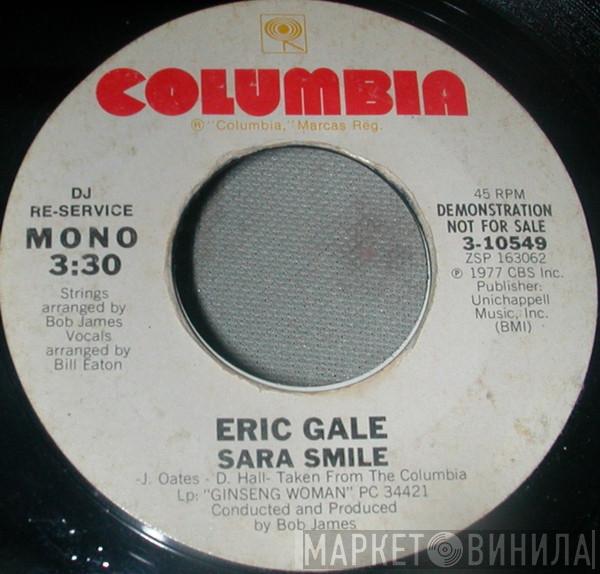 COLUMBIA
® "Columbia," Marcas Reg.
DJ
RE-SERVICE
MONO
3:30
Strings
arranged by
Bob James
Vocals
arranged by
Bill Eaton
45 RPM
DEMONSTRATION
NOT FOR SALE
3-10549
ZSP 163062
℗ 1977 CBS Inc.
Publisher:
Unichappell
Music, Inc.
(BMI)
ERIC GALE
SARA SMILE
-J. Oates - D. Hall- Taken From The Columbia
Lp: "GINSENG WOMAN" PC 34421
Conducted and Produced
by Bob James
МАРКЕТ ВИНИЛА